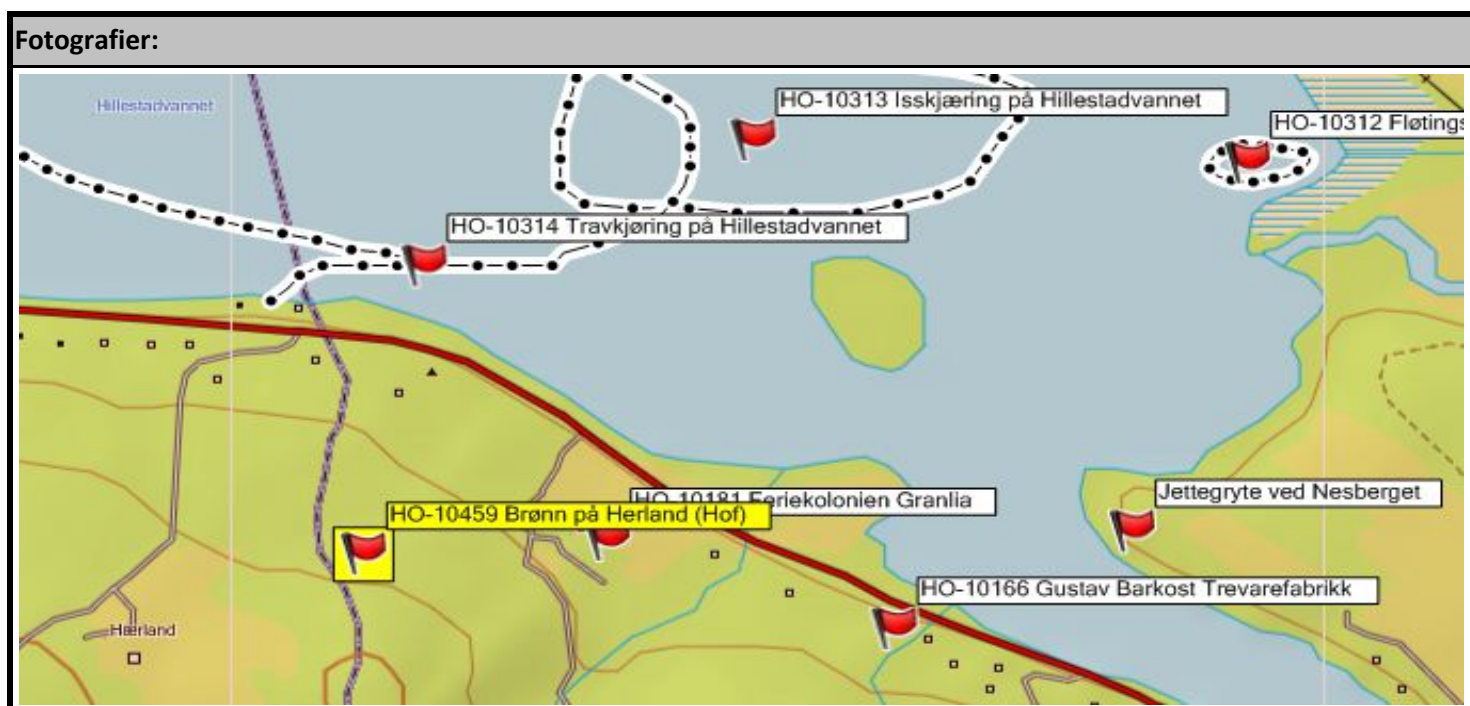 Fotografier:
Hillestadvannet
HO-10313 Isskjæring på Hillestadvannet
HO-10312 Fløtings
HO-10314 Travkjøring på Hillestadvannet
HO-10181 Feriekolonien Granlia
Jettegryte ved Nesberget
HO-10459 Brønn på Herland (Hof)
HO-10166 Gustav Barkost Trevarefabrikk
Hærland